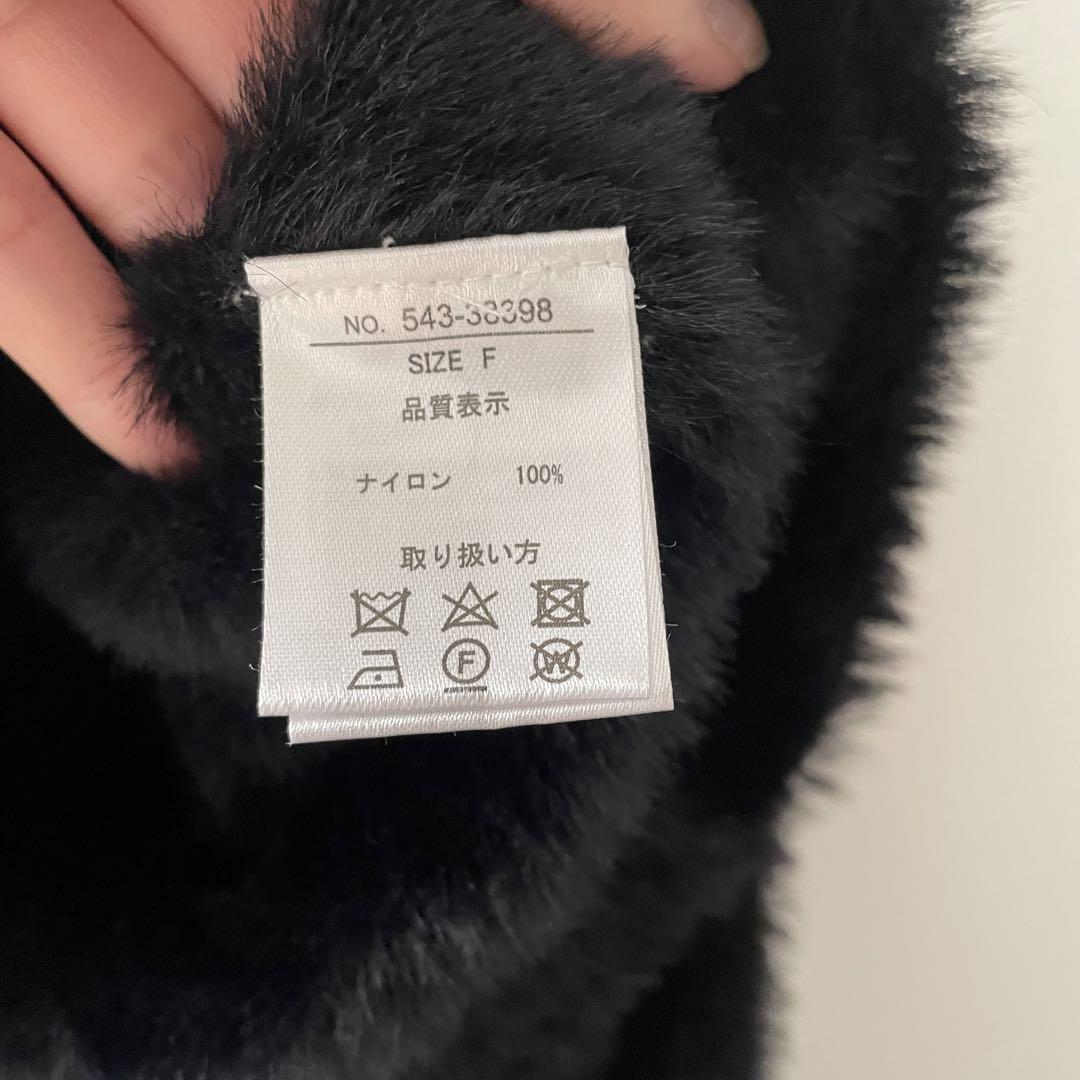 NO. 543-38398
SIZE F
品質表示
ナイロン 100%
取り扱い方
F W